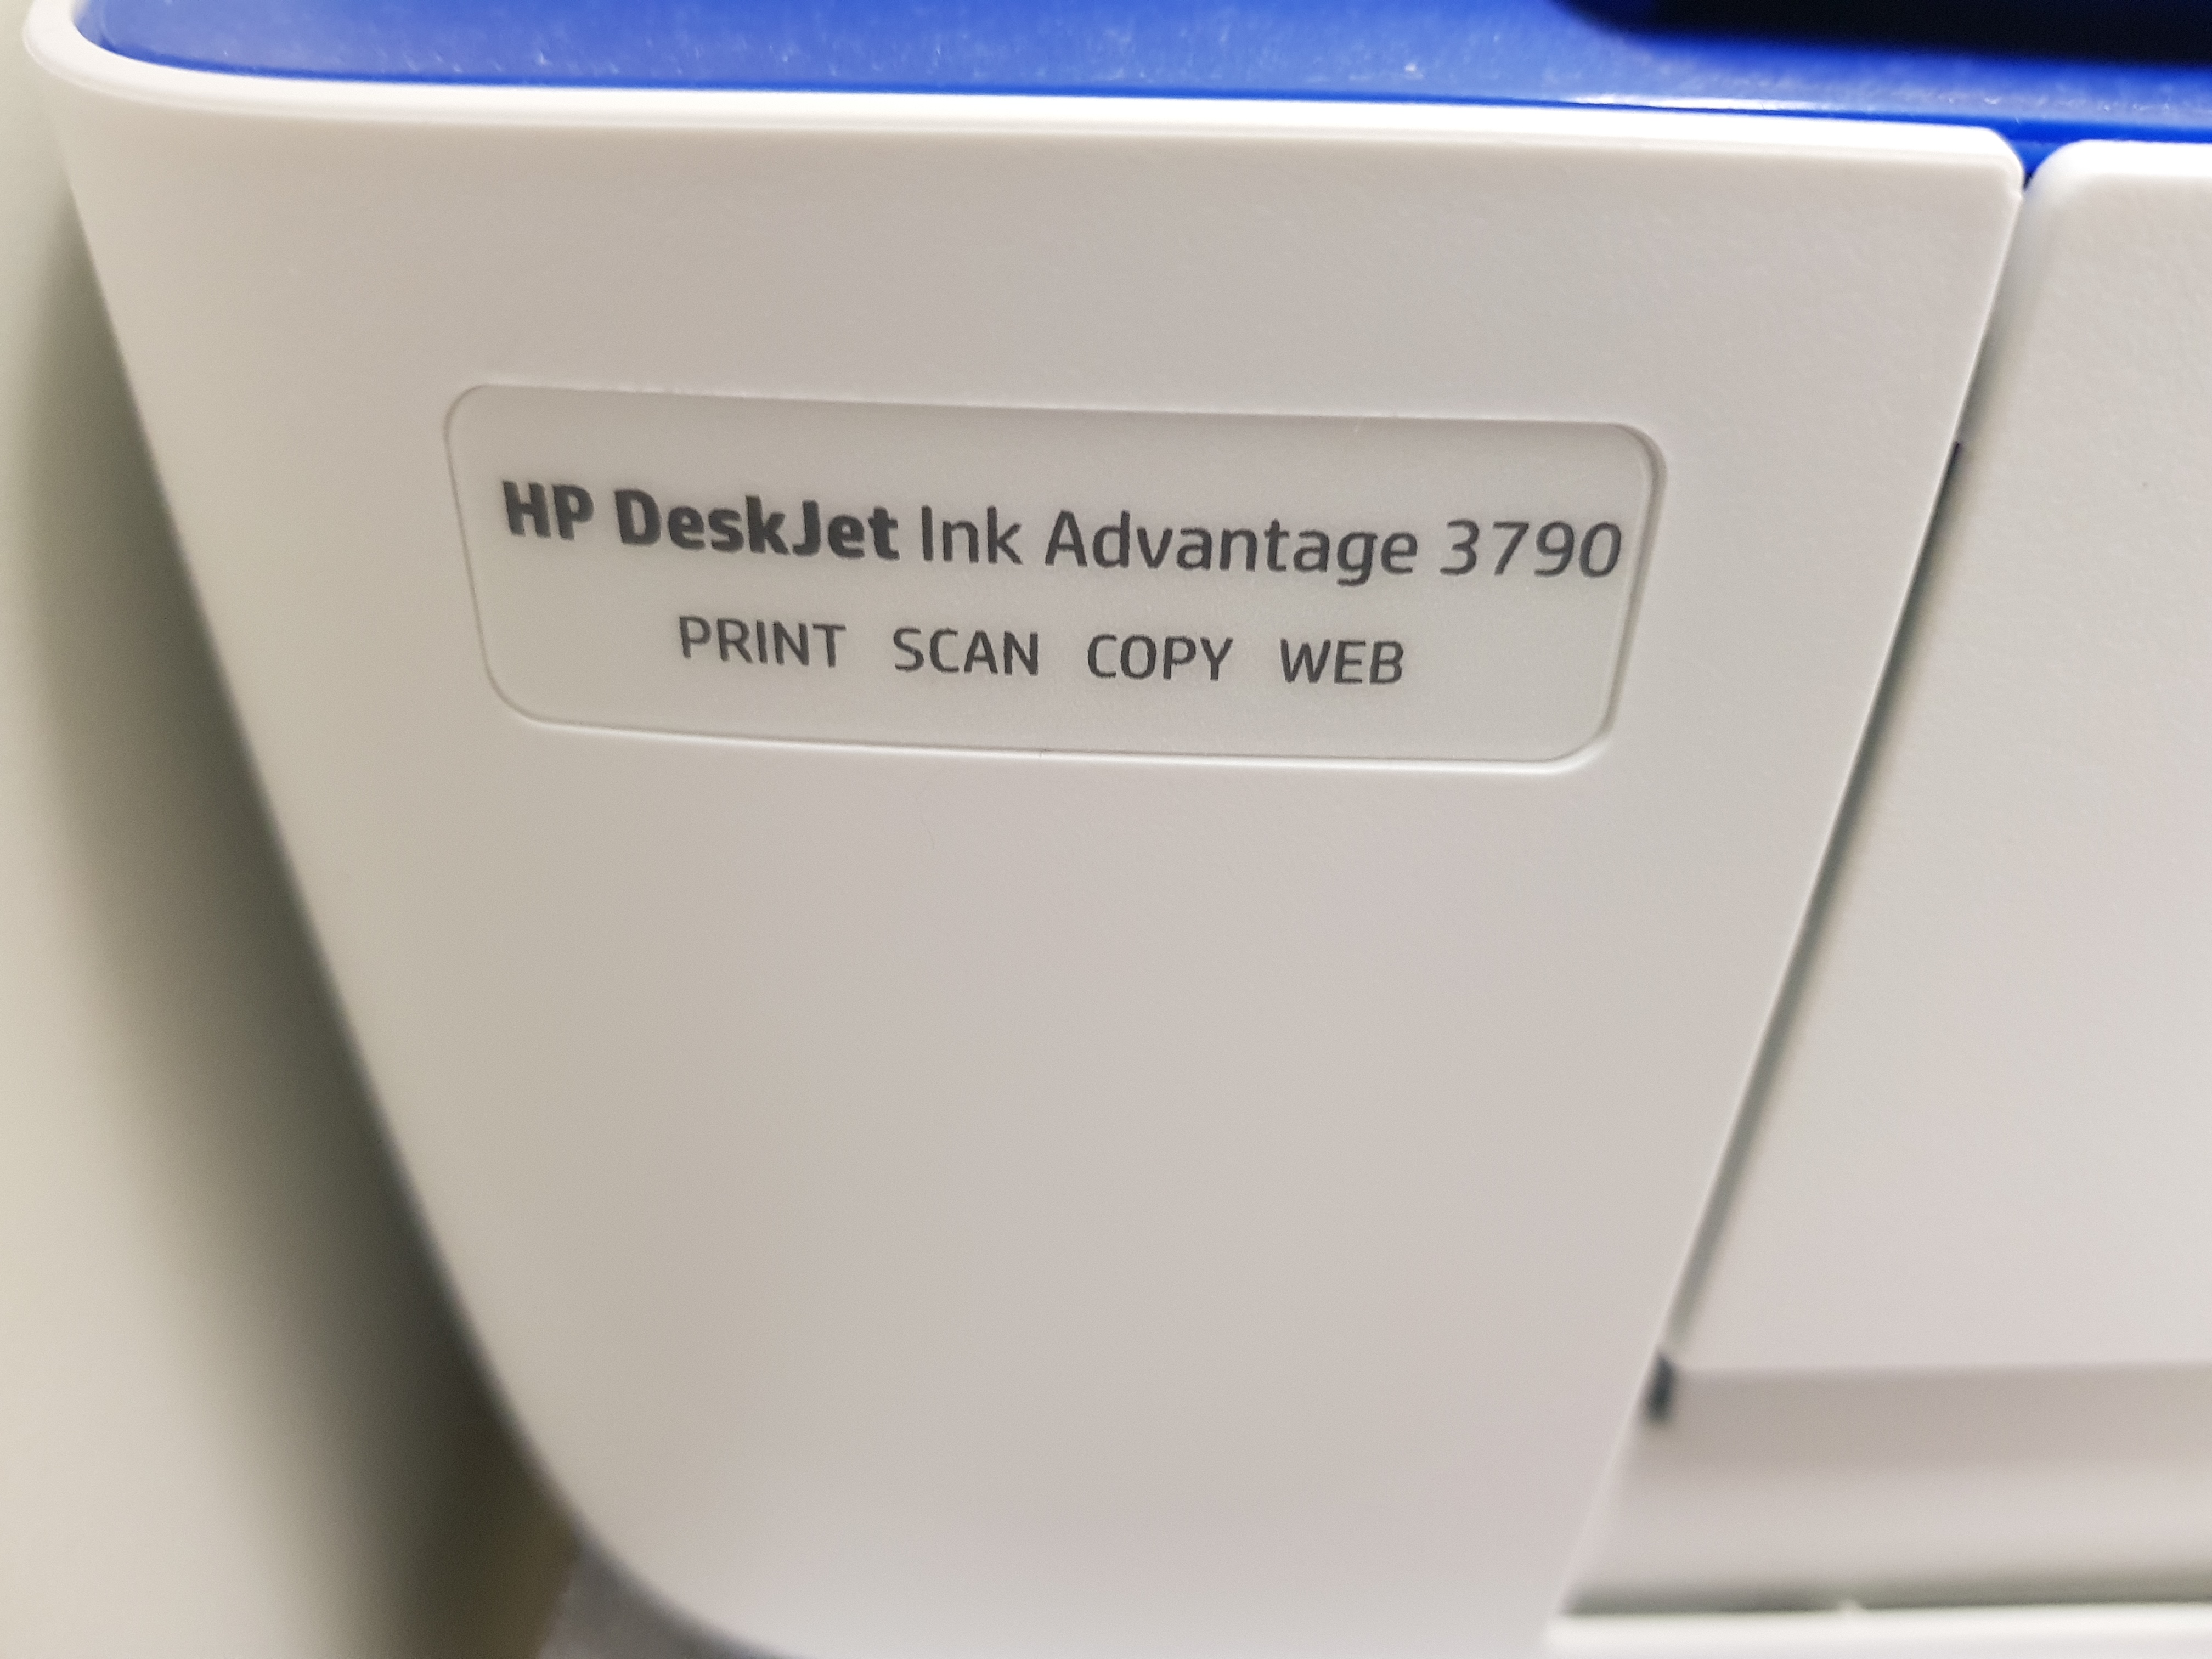 HP DeskJet Ink Advantage 3790
PRINT SCAN COPY WEB